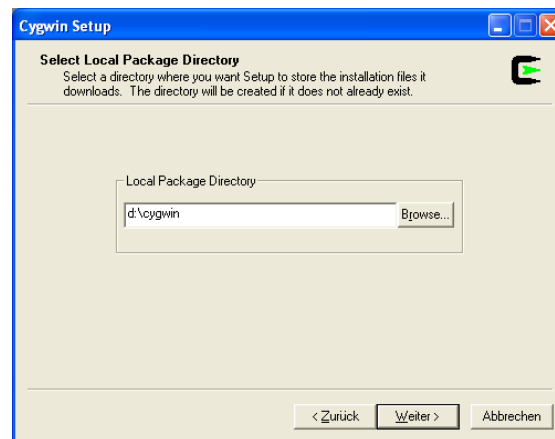 Cygwin Setup
Select Local Package Directory
Select a directory where you want Setup to store the installation files it
downloads. The directory will be created if it does not already exist.
Local Package Directory
d:\cygwin
Browse...
< Zurück
Weiter >
Abbrechen